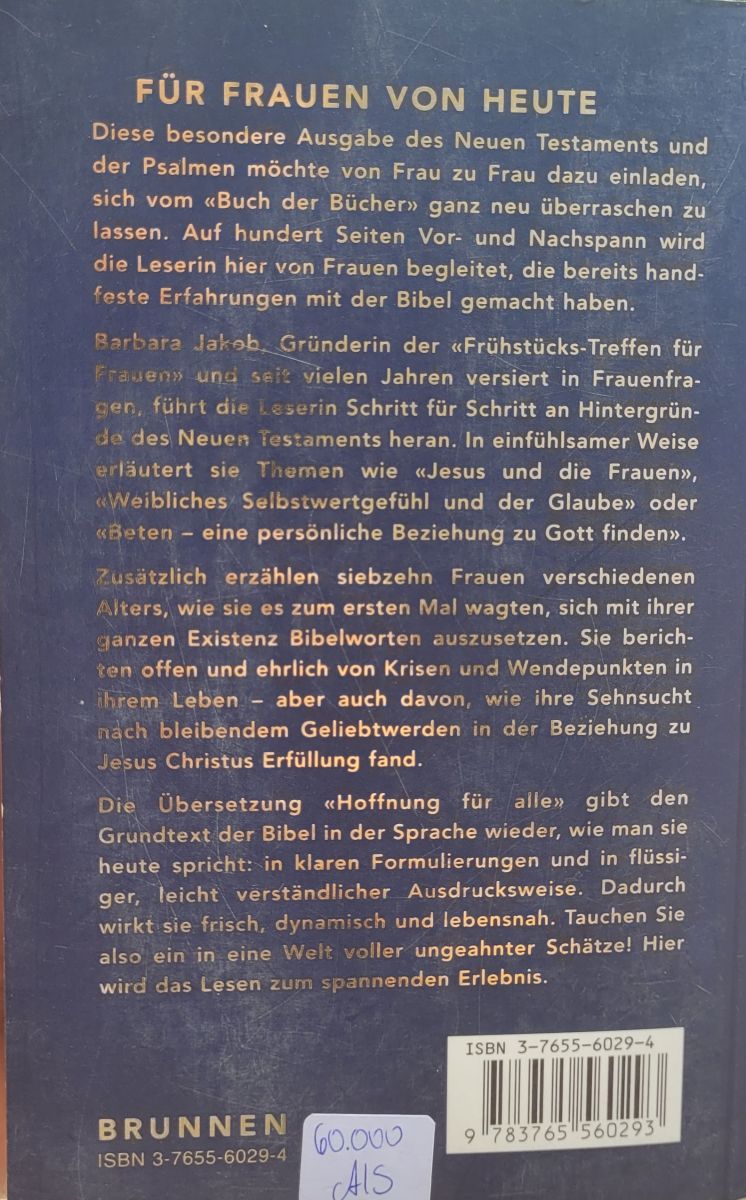 FÜR FRAUEN VON HEUTE
Diese besondere Ausgabe des Neuen Testaments und
der Psalmen möchte von Frau zu Frau dazu einladen,
sich vom «Buch der Bücher» ganz neu überraschen zu
lassen. Auf hundert Seiten Vor- und Nachspann wird
die Leserin hier von Frauen begleitet, die bereits hand-
feste Erfahrungen mit der Bibel gemacht haben.
Barbara Jakob, Gründerin der «Frühstücks-Treffen für
Frauen» und seit vielen Jahren versiert in Frauenfra-
gen, führt die Leserin Schritt für Schritt an Hintergrün-
de des Neuen Testaments heran. In einfühlsamer Weise
erläutert sie Themen wie «Jesus und die Frauen»,
«Weibliches Selbstwertgefühl und der Glaube» oder
«Beten – eine persönliche Beziehung zu Gott finden».
Zusätzlich erzählen siebzehn Frauen verschiedenen
Alters, wie sie es zum ersten Mal wagten, sich mit ihrer
ganzen Existenz Bibelworten auszusetzen. Sie berich-
ten offen und ehrlich von Krisen und Wendepunkten in
ihrem Leben – aber auch davon, wie ihre Sehnsucht
nach bleibendem Geliebtwerden in der Beziehung zu
Jesus Christus Erfüllung fand.
Die Übersetzung «Hoffnung für alle» gibt den
Grundtext der Bibel in der Sprache wieder, wie man sie
heute spricht: in klaren Formulierungen und in flüssi-
ger, leicht verständlicher Ausdrucksweise. Dadurch
wirkt sie frisch, dynamisch und lebensnah. Tauchen Sie
also ein in eine Welt voller ungeahnter Schätze! Hier
wird das Lesen zum spannenden Erlebnis.
ISBN 3-7655-6029-4
9 783765 560293
BRUNNEN
ISBN 3-7655-6029-4
60.000
AlS